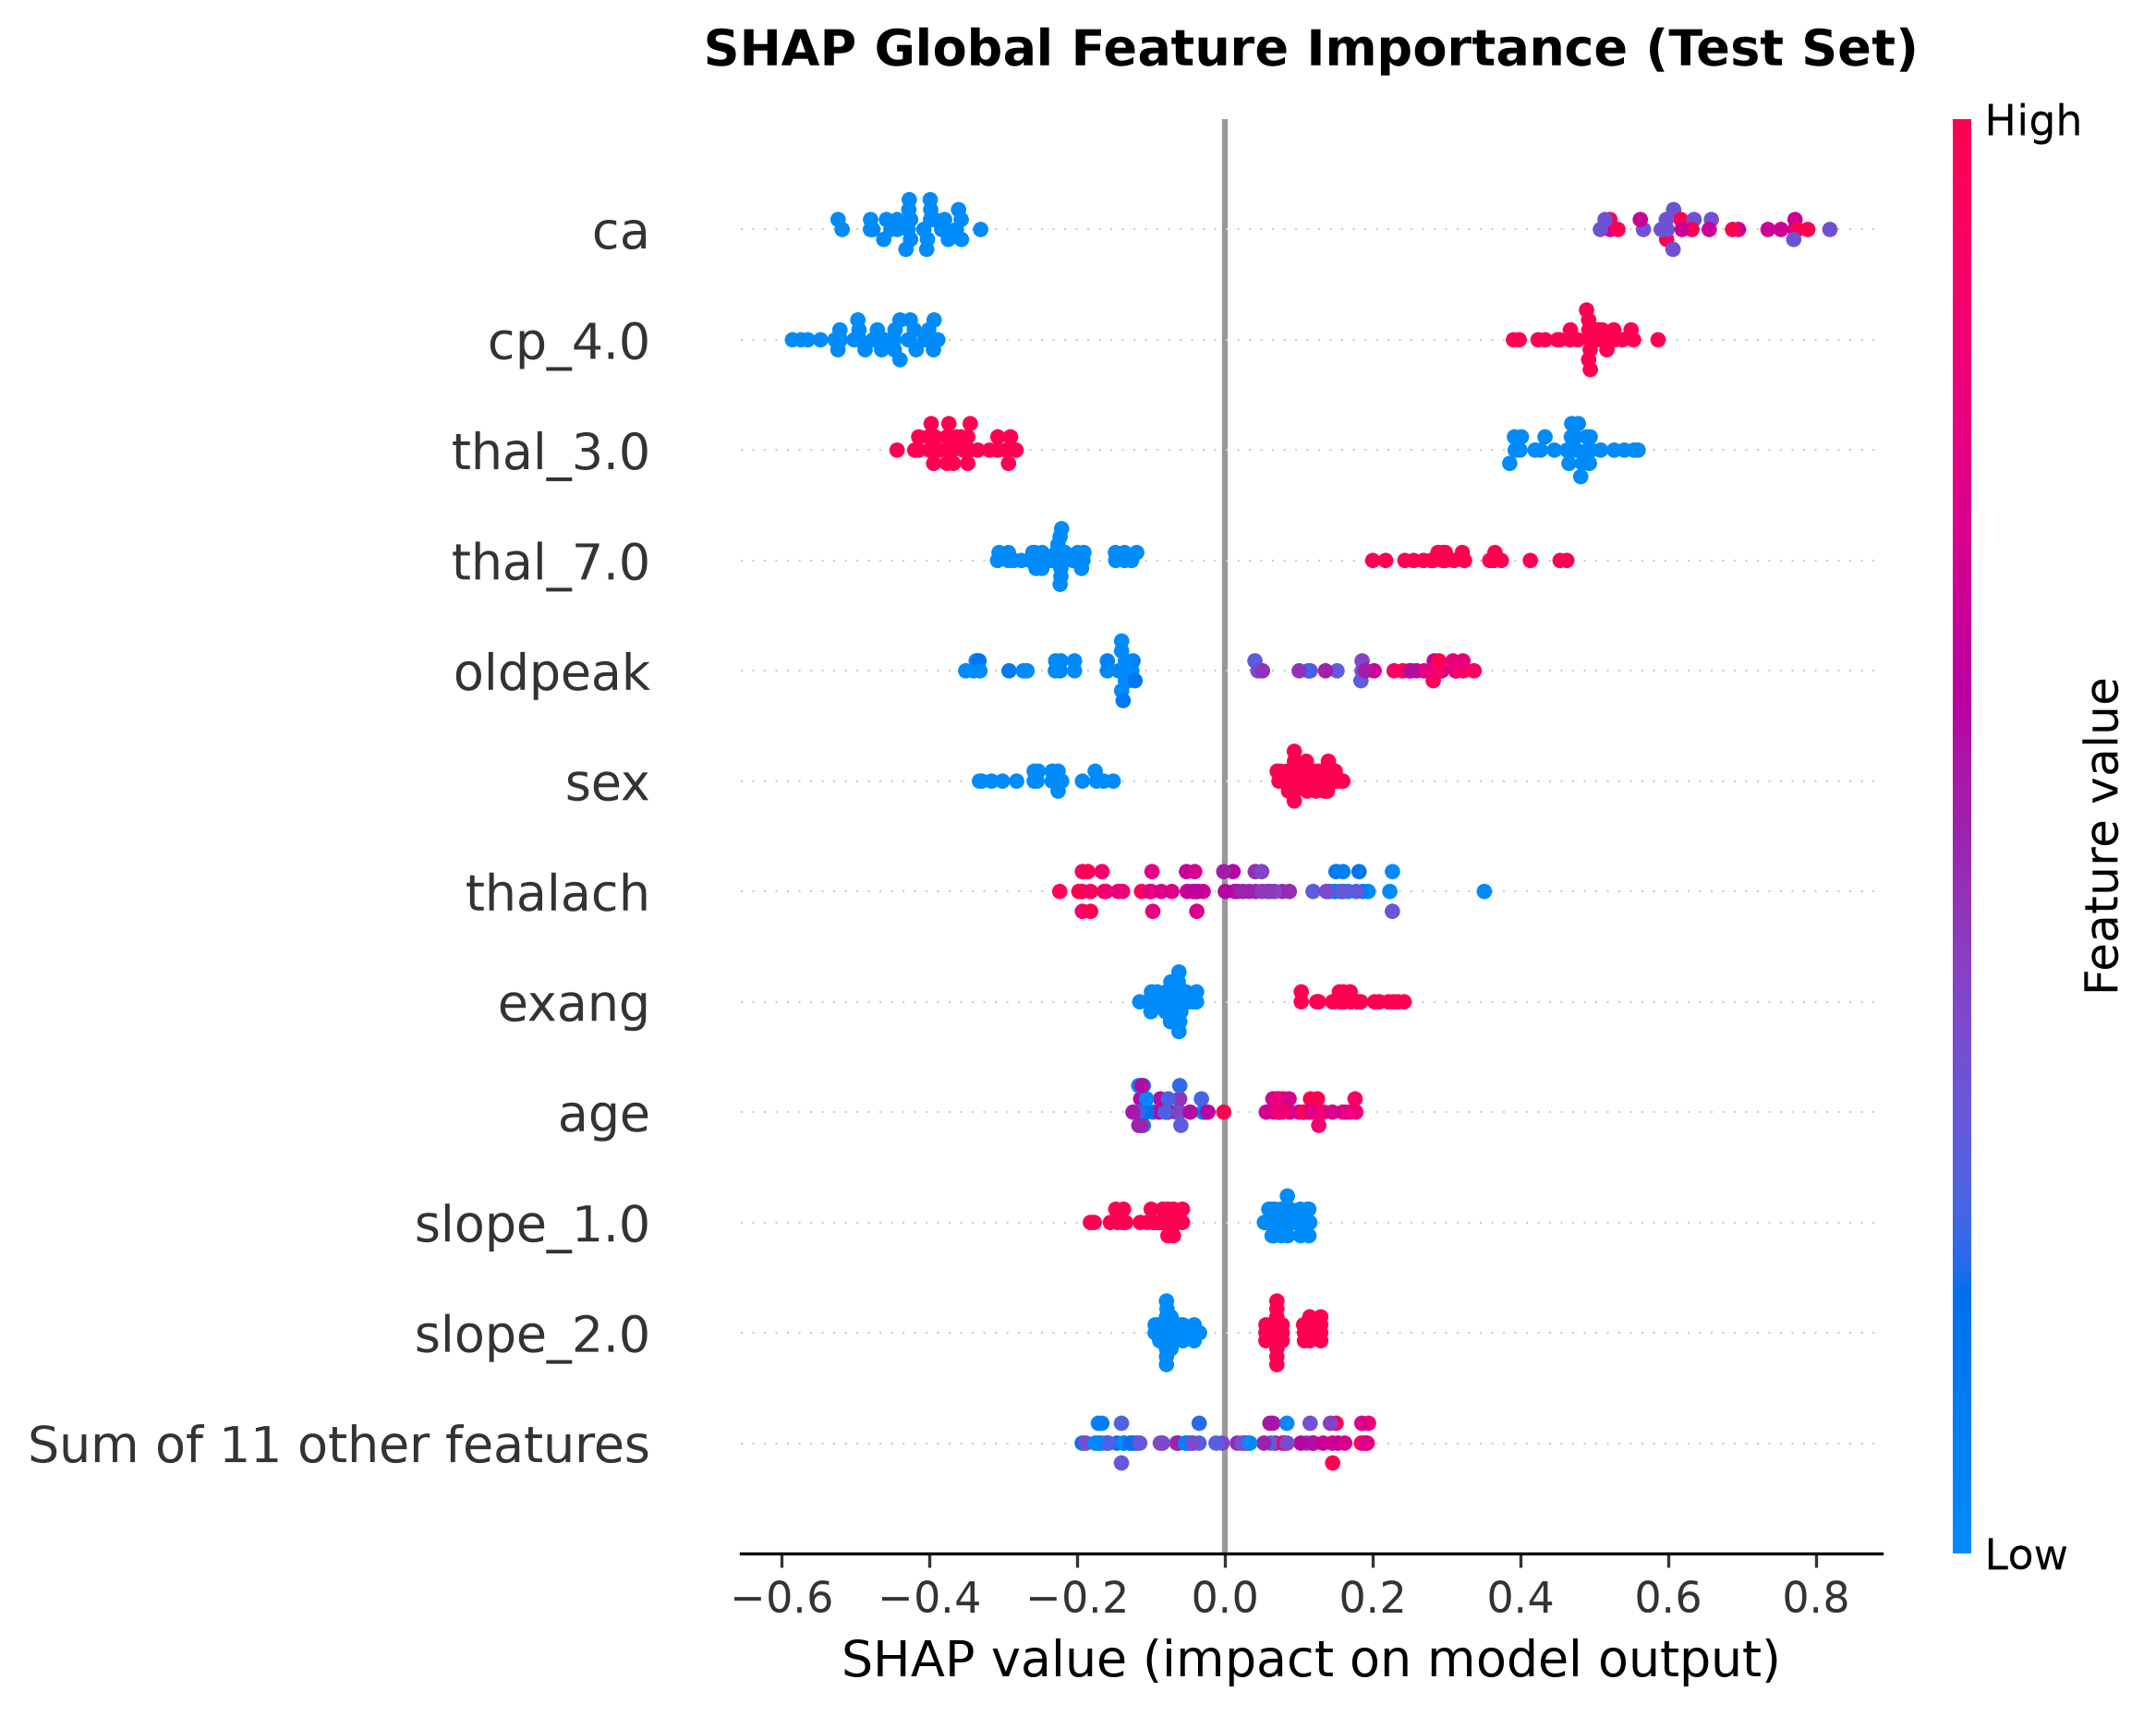 SHAP Global Feature Importance (Test Set)
High
ca
cp_4.0
thal_3.0
thal_7.0
oldpeak
sex
thalach
exang
age
slope_1.0
slope_2.0
Sum of 11 other features
Feature value
Low
−0.6 −0.4 −0.2 0.0 0.2 0.4 0.6 0.8
SHAP value (impact on model output)